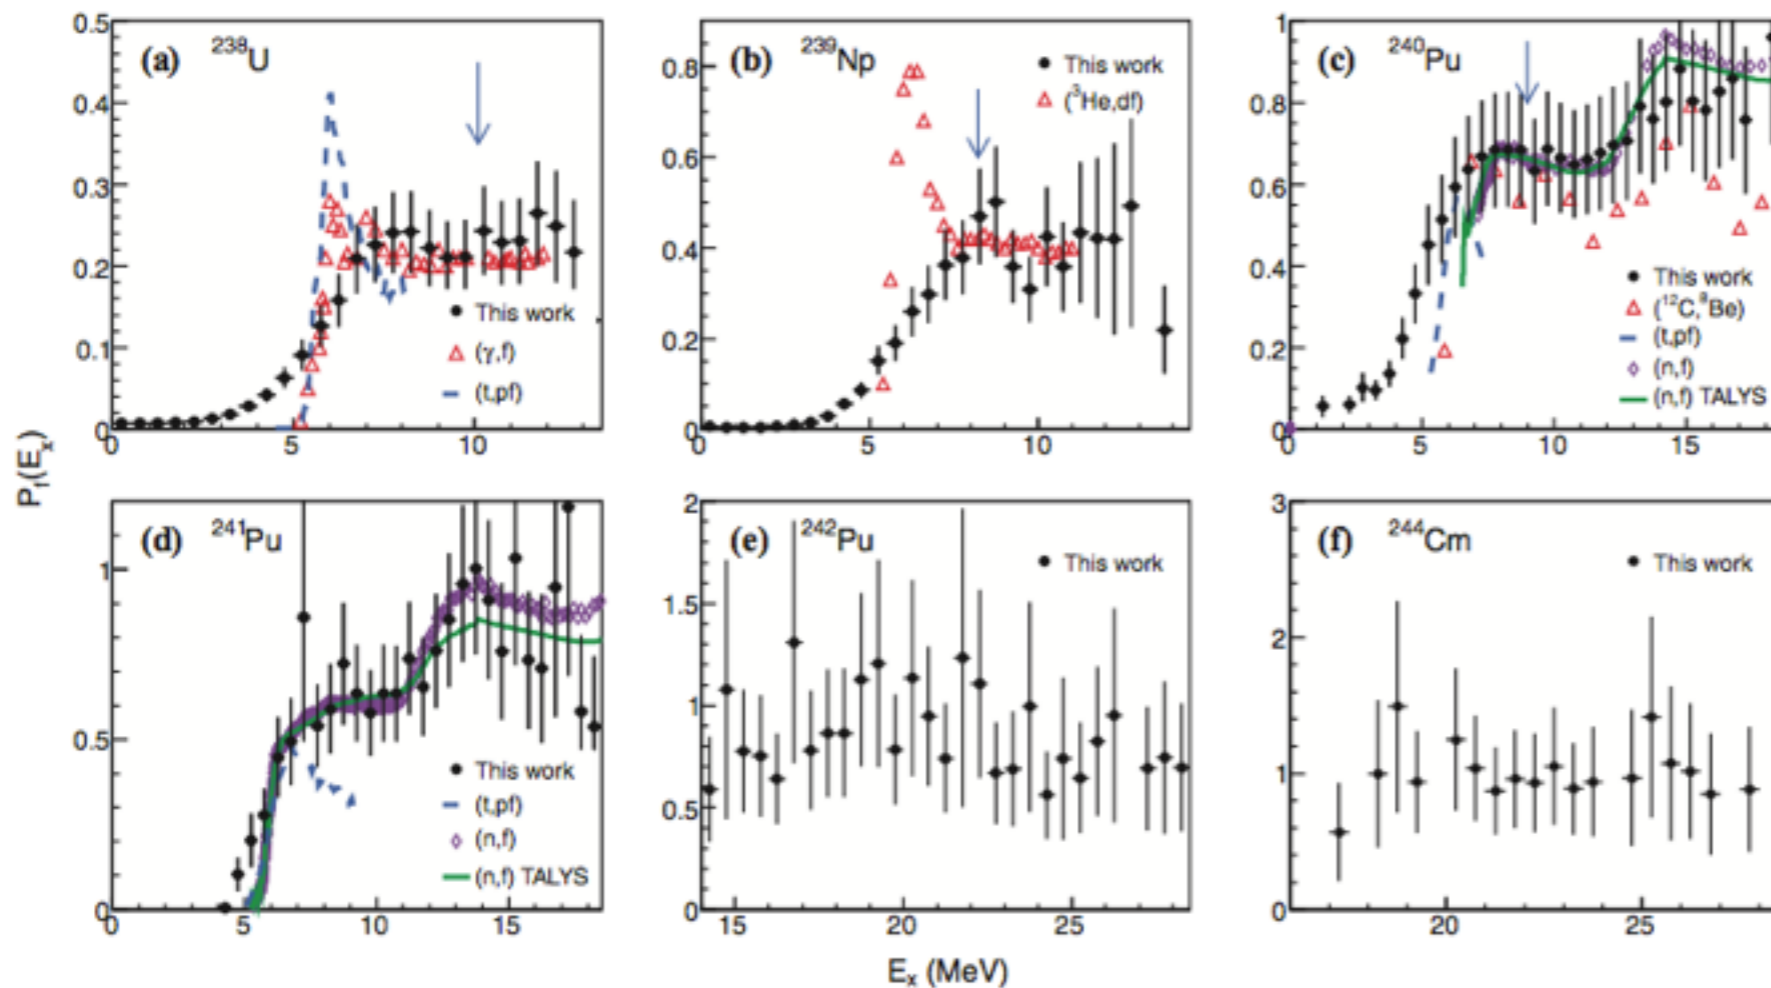 (a) ²³⁸U
This work
(γ,f)
(t,pf)
0.5
0.4
0.3
0.2
0.1
0
0 5 10
(b) ²³⁹Np
This work
(³He,df)
0.8
0.6
0.4
0.2
0
0 5 10
(c) ²⁴⁰Pu
This work
(¹²C,⁸Be)
(t,pf)
(n,f)
(n,f) TALYS
1
0.8
0.6
0.4
0.2
0
0 5 10 15
P_f(E_x)
(d) ²⁴¹Pu
This work
(t,pf)
(n,f)
(n,f) TALYS
1
0.5
0
0 5 10 15
(e) ²⁴²Pu
This work
2
1.5
1
0.5
0
15 20 25
(f) ²⁴⁴Cm
This work
3
2
1
0
20 25
E_x (MeV)